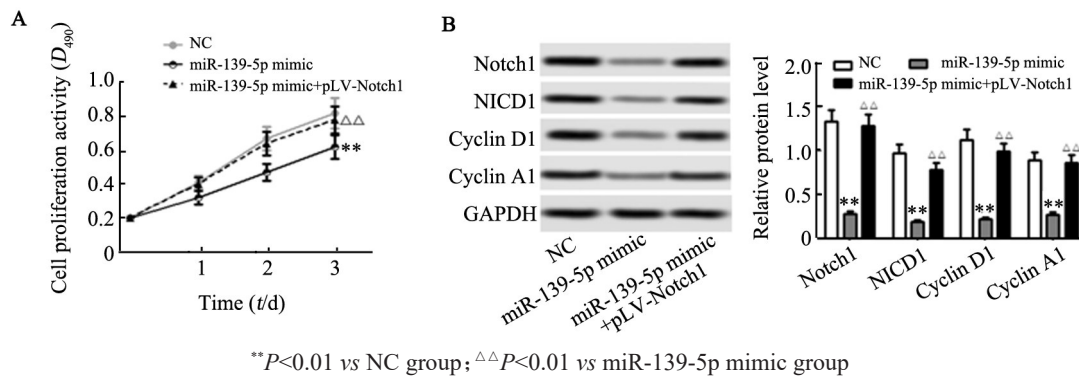 A
Cell proliferation activity (D490)
NC
miR-139-5p mimic
miR-139-5p mimic+pLV-Notch1
1.0
0.8
0.6
0.4
0.2
△△
**
1 2 3
Time (t/d)
B
Notch1
NICD1
Cyclin D1
Cyclin A1
GAPDH
NC
miR-139-5p mimic
miR-139-5p mimic
+pLV-Notch1
Relative protein level
NC miR-139-5p mimic
miR-139-5p mimic+pLV-Notch1
2.0
1.5
1.0
0.5
0
△△ △△ △△ △△
** ** ** **
Notch1
NICD1
Cyclin D1
Cyclin A1
**P<0.01 vs NC group; △△P<0.01 vs miR-139-5p mimic group